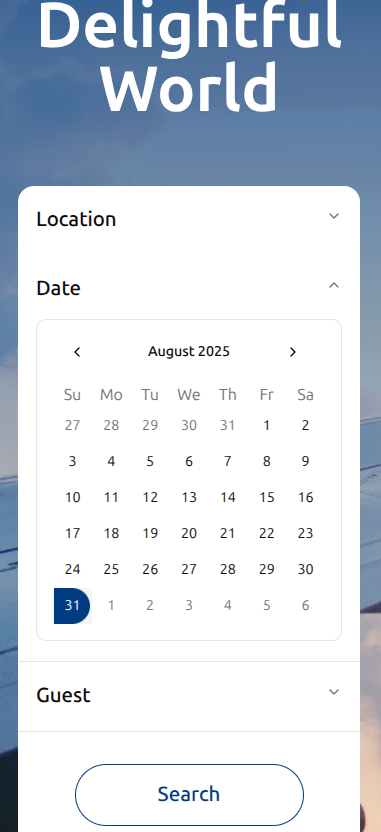 Delightful
World
Location
Date
August 2025
Su Mo Tu We Th Fr Sa
27 28 29 30 31 1 2
3 4 5 6 7 8 9
10 11 12 13 14 15 16
17 18 19 20 21 22 23
24 25 26 27 28 29 30
31 1 2 3 4 5 6
Guest
Search